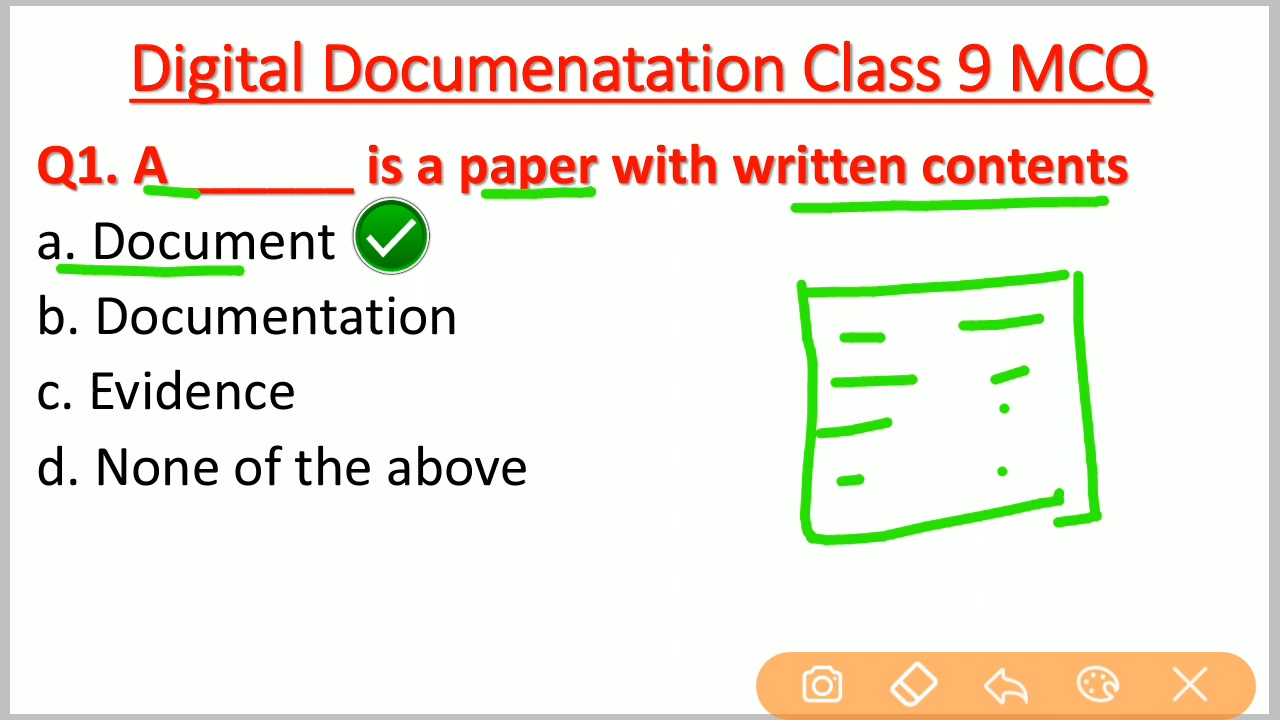 Digital Documenatation Class 9 MCQ
Q1. A ______ is a paper with written contents
a. Document
b. Documentation
c. Evidence
d. None of the above